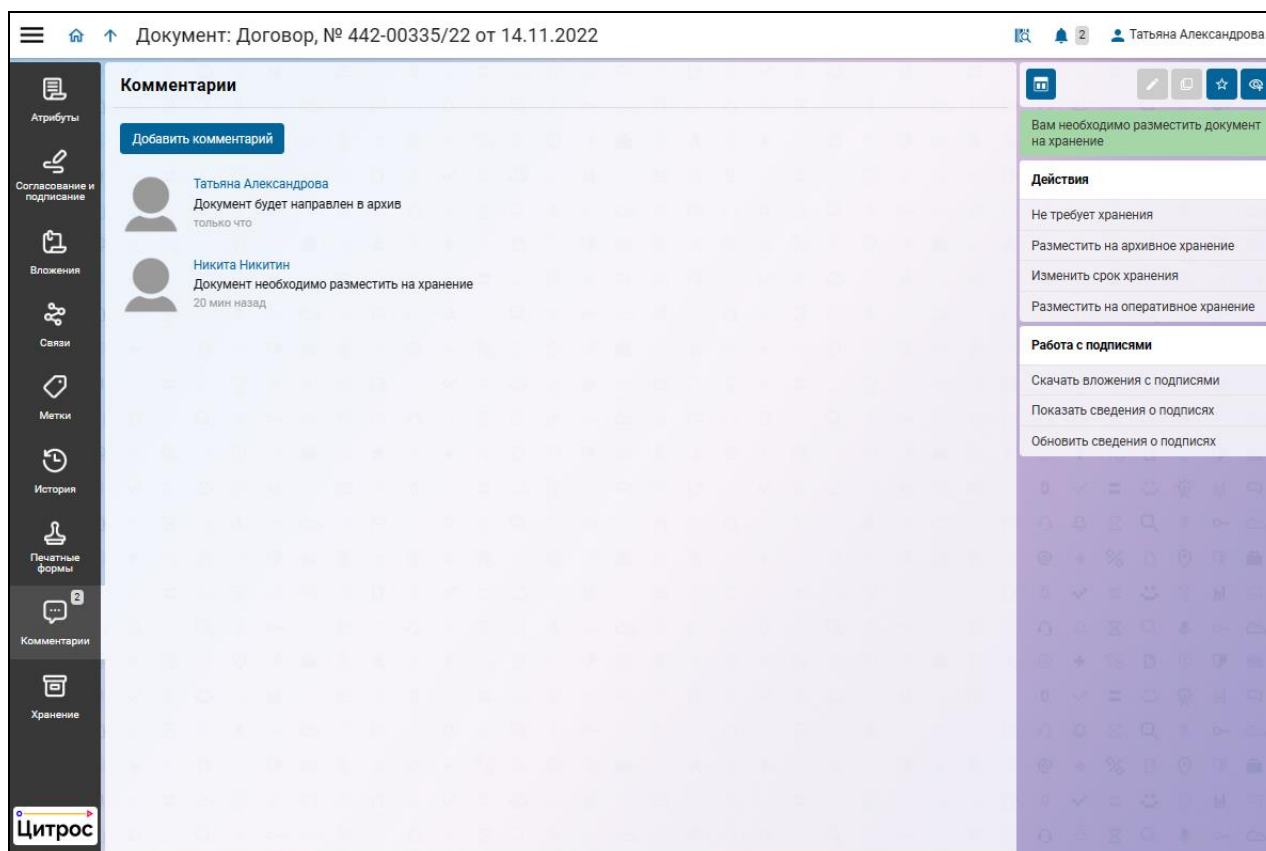 Документ: Договор, № 442-00335/22 от 14.11.2022
2
Татьяна Александрова
Атрибуты
Согласование и
подписание
Вложения
Связи
Метки
История
Печатные
формы
2
Комментарии
Хранение
Цитрос
Комментарии
Добавить комментарий
Татьяна Александрова
Документ будет направлен в архив
только что
Никита Никитин
Документ необходимо разместить на хранение
20 мин назад
Вам необходимо разместить документ
на хранение
Действия
Не требует хранения
Разместить на архивное хранение
Изменить срок хранения
Разместить на оперативное хранение
Работа с подписями
Скачать вложения с подписями
Показать сведения о подписях
Обновить сведения о подписях